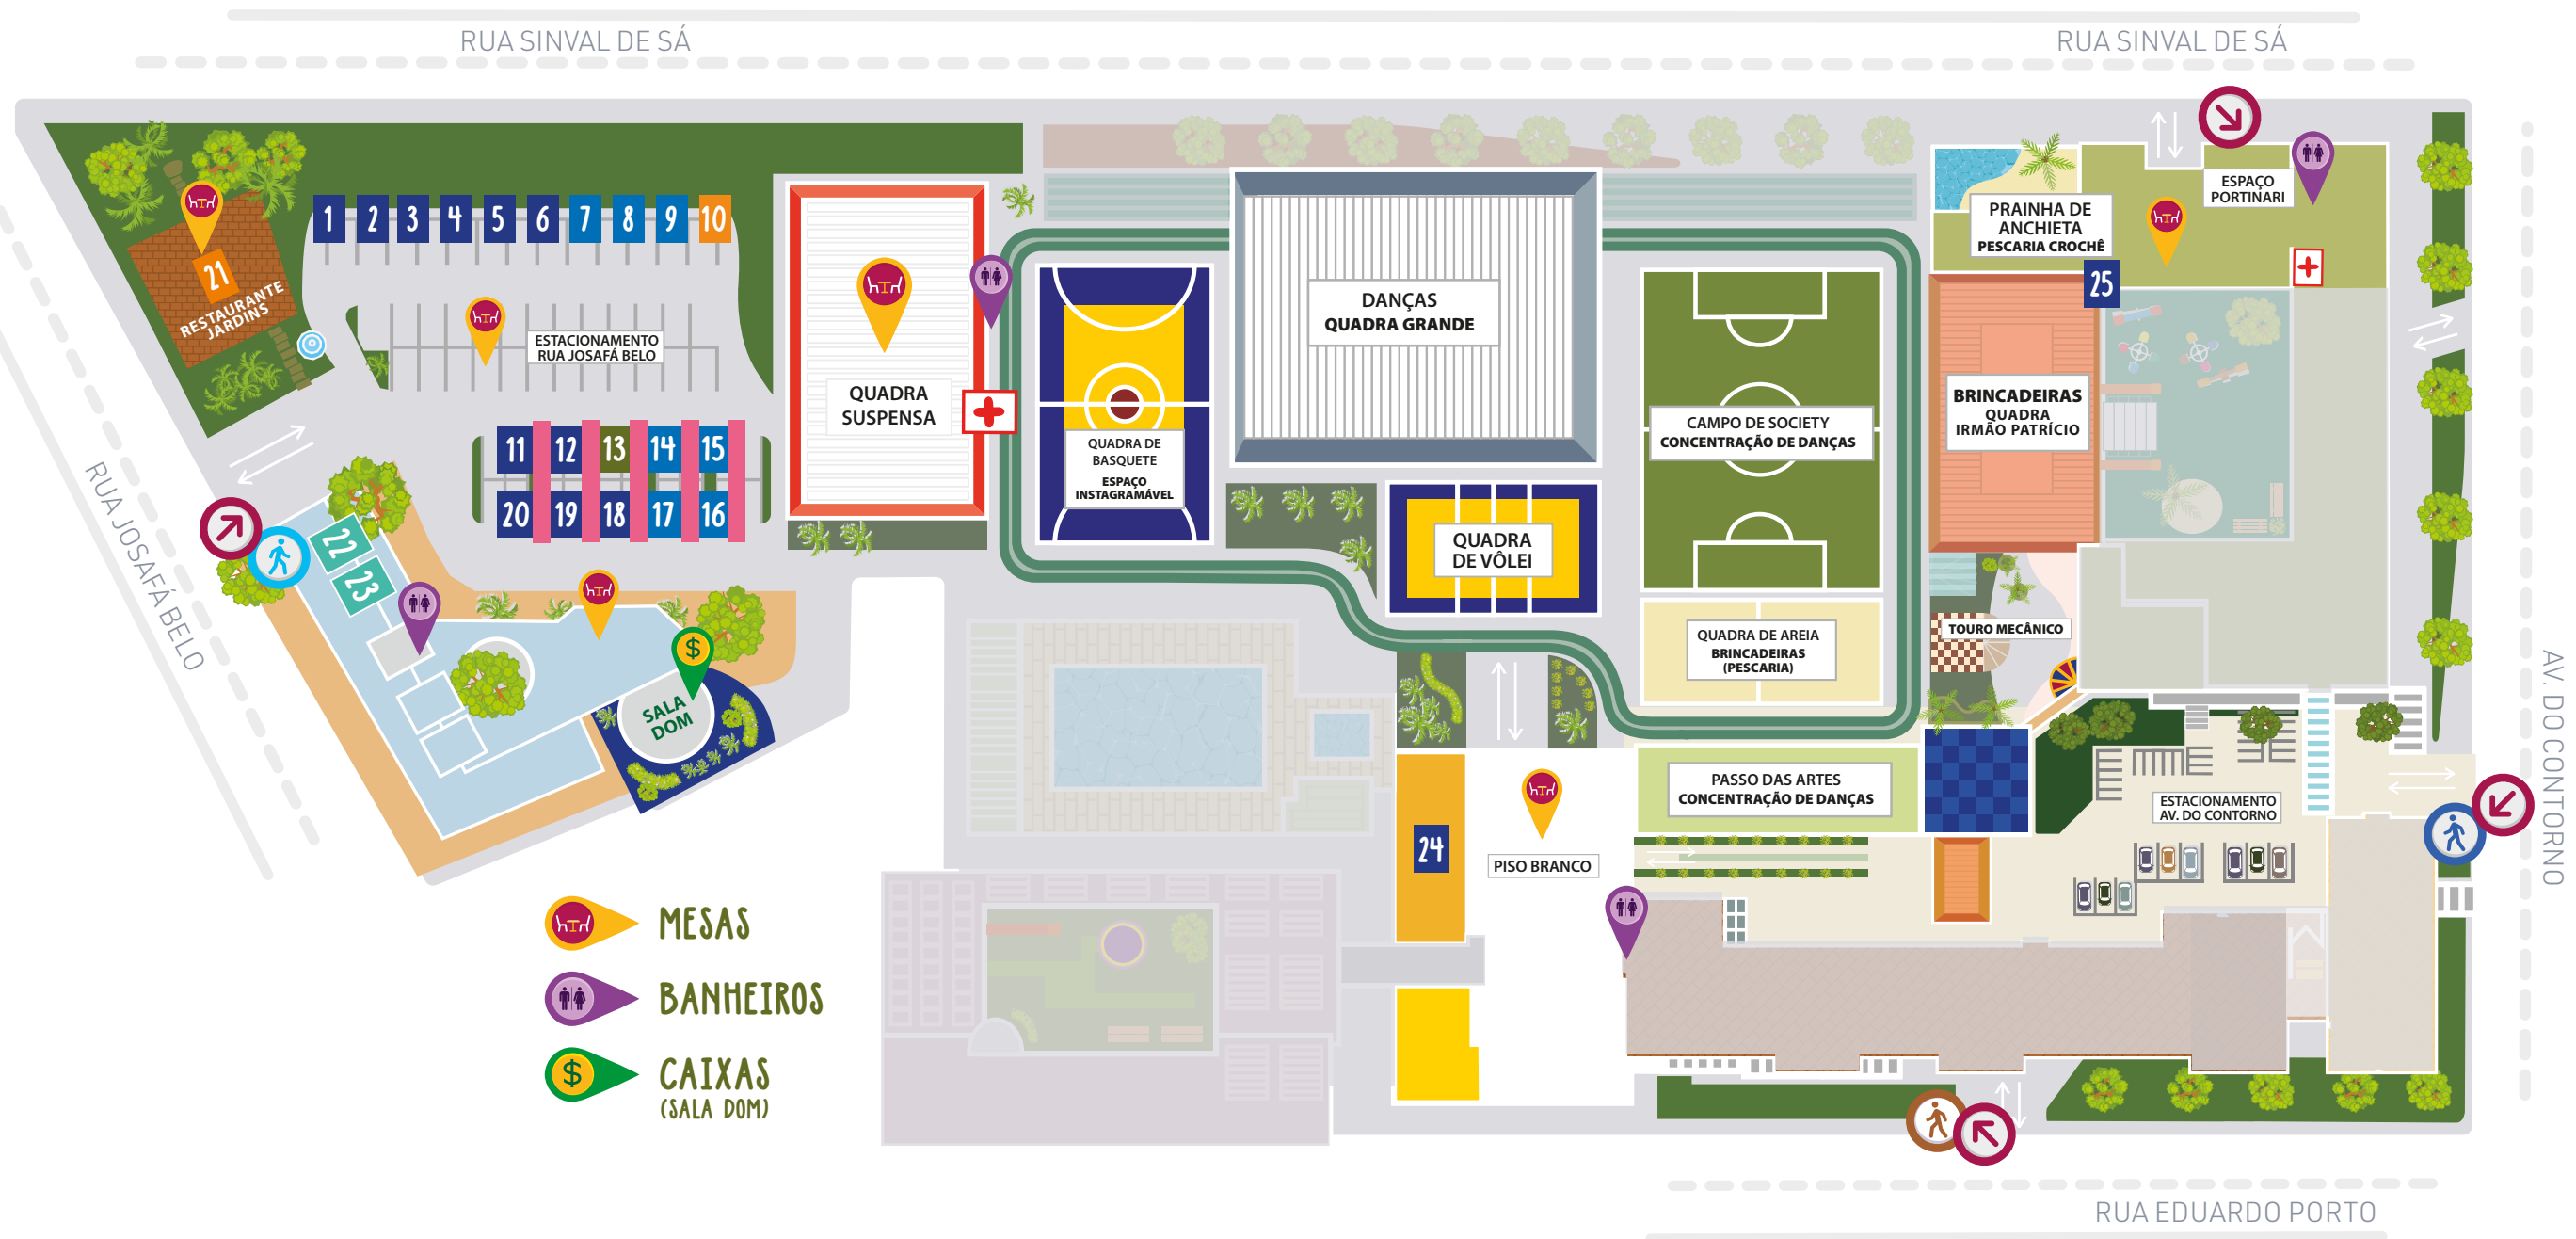 RUA SINVAL DE SÁ
RUA SINVAL DE SÁ
1 2 3 4 5 6 7 8 9 10
21
RESTAURANTE
JARDINS
ESTACIONAMENTO
RUA JOSAFÁ BELO
11 12 13 14 15
20 19 18 17 16
RUA JOSAFÁ BELO
22
23
SALA
DOM
QUADRA
SUSPENSA
QUADRA DE
BASQUETE
ESPAÇO
INSTAGRAMÁVEL
DANÇAS
QUADRA GRANDE
QUADRA
DE VÔLEI
CAMPO DE SOCIETY
CONCENTRAÇÃO DE DANÇAS
QUADRA DE AREIA
BRINCADEIRAS
(PESCARIA)
PASSO DAS ARTES
CONCENTRAÇÃO DE DANÇAS
24
PISO BRANCO
PRAINHA DE
ANCHIETA
PESCARIA CROCHÊ
ESPAÇO
PORTINARI
25
BRINCADEIRAS
QUADRA
IRMÃO PATRÍCIO
TOURO MECÂNICO
ESTACIONAMENTO
AV. DO CONTORNO
AV. DO CONTORNO
MESAS
BANHEIROS
$
CAIXAS
(SALA DOM)
$
RUA EDUARDO PORTO